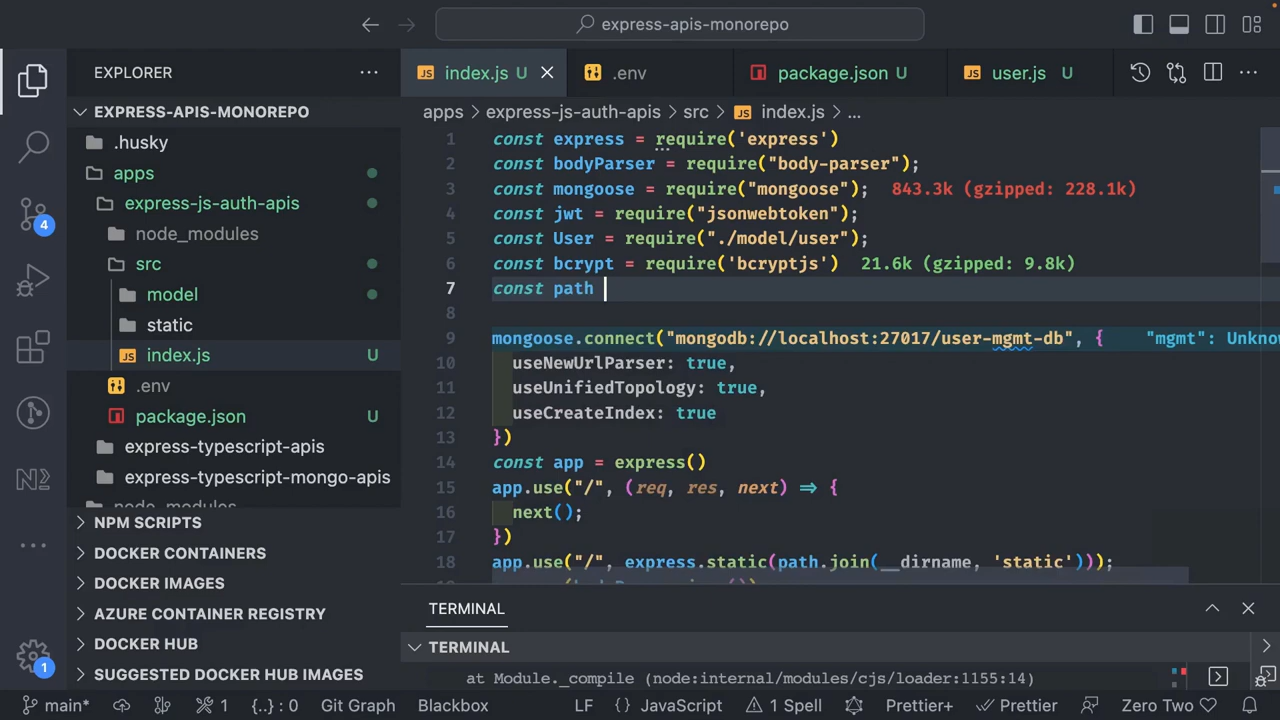 express-apis-monorepo
EXPLORER
index.js U
.env
package.json U
user.js U
EXPRESS-APIS-MONOREPO
apps > express-js-auth-apis > src > index.js > ...
.husky
apps
express-js-auth-apis
node_modules
src
model
static
index.js U
.env
package.json U
express-typescript-apis
express-typescript-mongo-apis
node_modules
NPM SCRIPTS
DOCKER CONTAINERS
DOCKER IMAGES
AZURE CONTAINER REGISTRY
DOCKER HUB
SUGGESTED DOCKER HUB IMAGES
4
1
1 const express = require('express')
2 const bodyParser = require("body-parser");
3 const mongoose = require("mongoose"); 843.3k (gzipped: 228.1k)
4 const jwt = require("jsonwebtoken");
5 const User = require("./model/user");
6 const bcrypt = require('bcryptjs') 21.6k (gzipped: 9.8k)
7 const path
8
9 mongoose.connect("mongodb://localhost:27017/user-mgmt-db", { "mgmt": Unkno
10 useNewUrlParser: true,
11 useUnifiedTopology: true,
12 useCreateIndex: true
13 })
14 const app = express()
15 app.use("/", (req, res, next) => {
16 next();
17 })
18 app.use("/", express.static(path.join(__dirname, 'static')));
TERMINAL
TERMINAL
at Module._compile (node:internal/modules/cjs/loader:1155:14)
main* 1 {..} : 0 Git Graph Blackbox LF {} JavaScript 1 Spell Prettier+ Prettier Zero Two